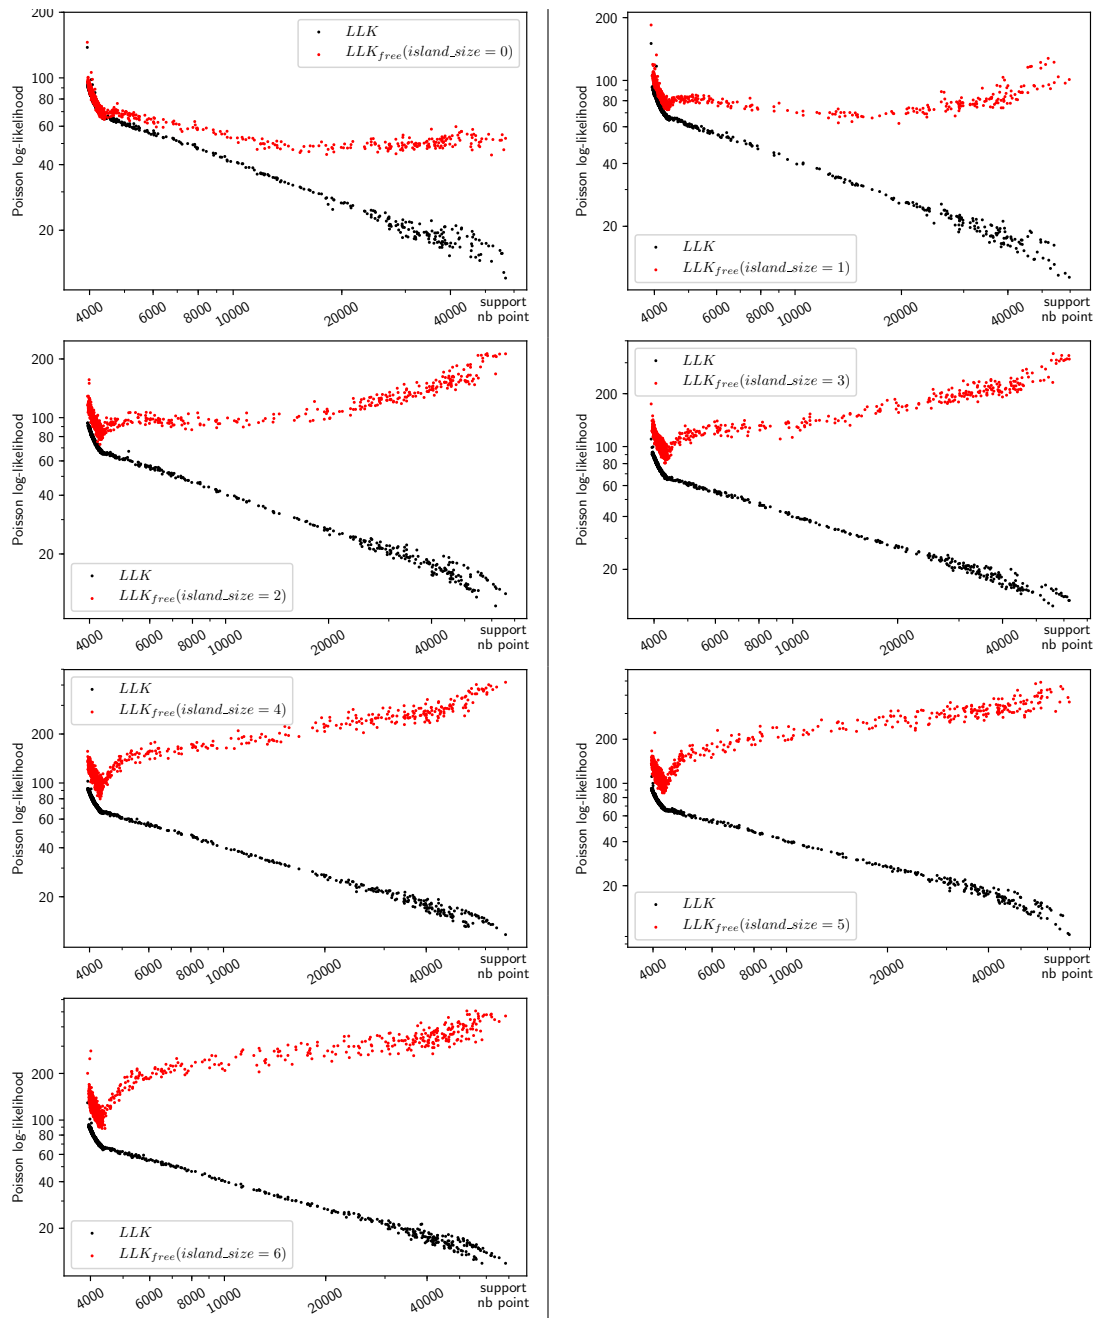 200
100
80
60
40
20
Poisson log-likelihood
LLK
LLK_free(island_size = 0)
4000 6000 8000 10000 20000 40000
support
nb point
200
100
80
60
40
20
Poisson log-likelihood
LLK
LLK_free(island_size = 1)
4000 6000 8000 10000 20000 40000
support
nb point
200
100
80
60
40
20
Poisson log-likelihood
LLK
LLK_free(island_size = 2)
4000 6000 8000 10000 20000 40000
support
nb point
200
100
80
60
40
20
Poisson log-likelihood
LLK
LLK_free(island_size = 3)
4000 6000 8000 10000 20000 40000
support
nb point
200
100
80
60
40
20
Poisson log-likelihood
LLK
LLK_free(island_size = 4)
4000 6000 8000 10000 20000 40000
support
nb point
200
100
80
60
40
20
Poisson log-likelihood
LLK
LLK_free(island_size = 5)
4000 6000 8000 10000 20000 40000
support
nb point
200
100
80
60
40
20
Poisson log-likelihood
LLK
LLK_free(island_size = 6)
4000 6000 8000 10000 20000 40000
support
nb point